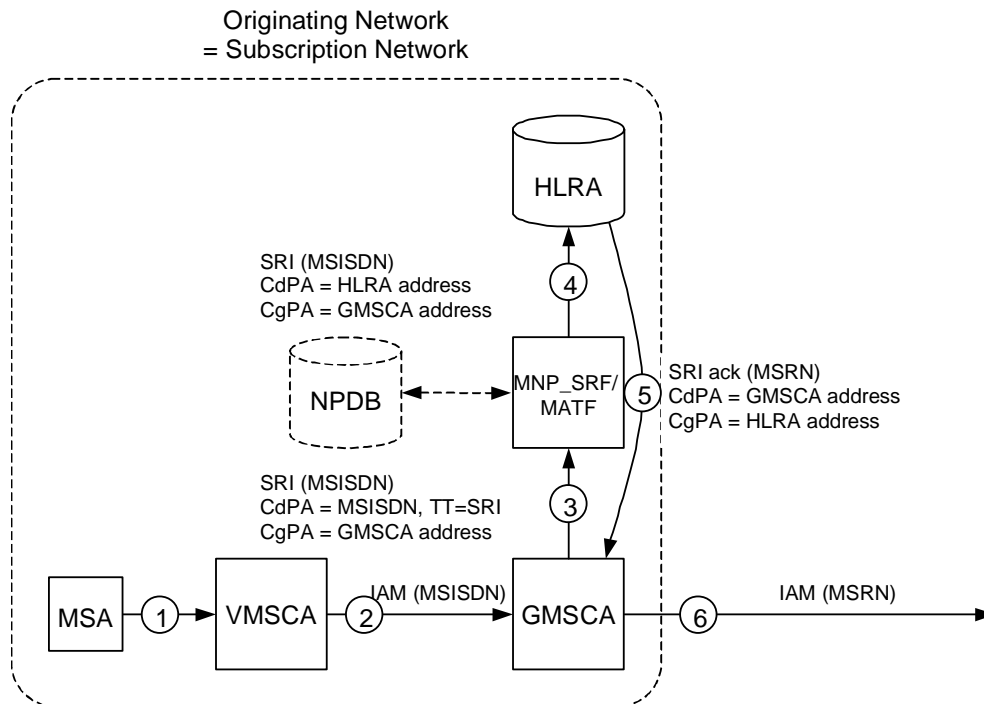 Originating Network
= Subscription Network
HLRA
SRI (MSISDN)
CdPA = HLRA address
CgPA = GMSCA address
4
NPDB
MNP_SRF/
MATF
5
SRI ack (MSRN)
CdPA = GMSCA address
CgPA = HLRA address
SRI (MSISDN)
CdPA = MSISDN, TT=SRI
CgPA = GMSCA address
3
MSA
1
VMSCA
2
IAM (MSISDN)
GMSCA
6
IAM (MSRN)